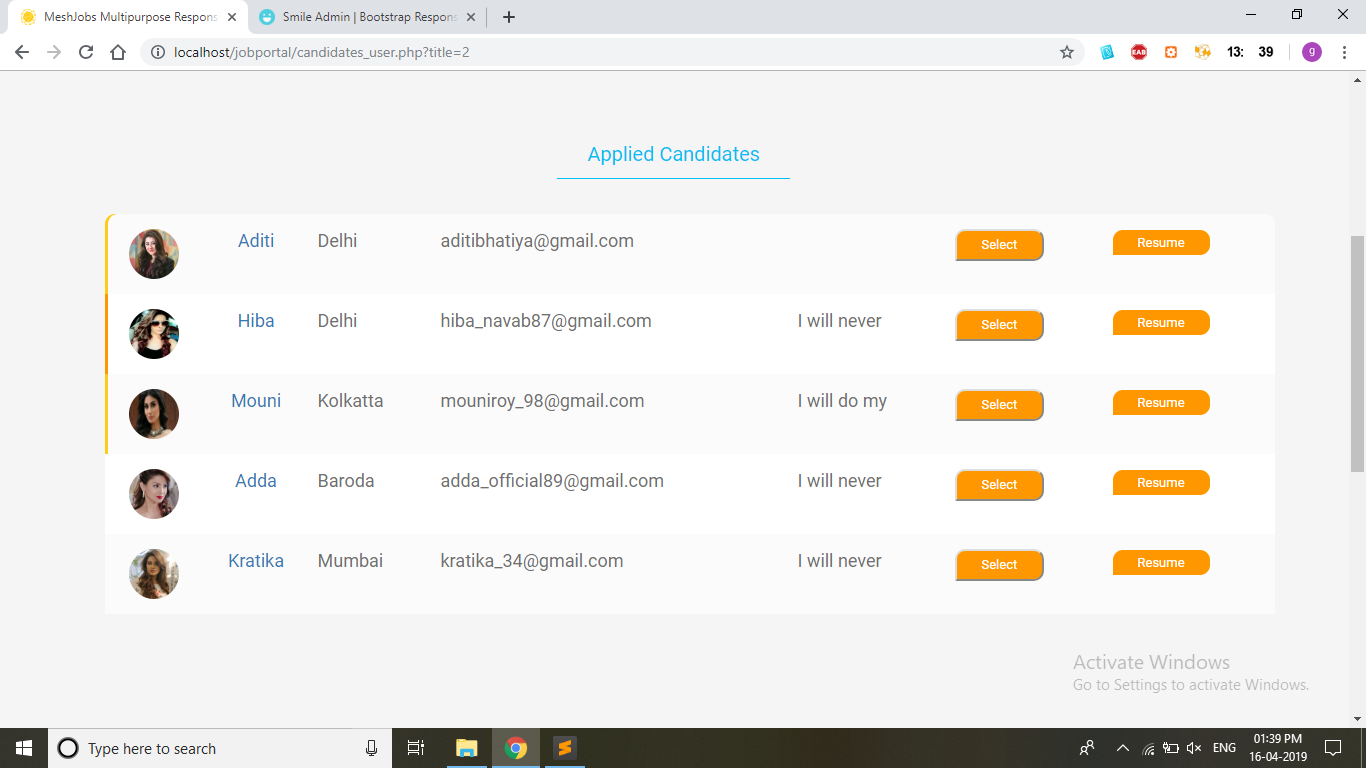 MeshJobs Multipurpose Respons
Smile Admin | Bootstrap Respons
localhost/jobportal/candidates_user.php?title=2
EAB
13: 39
g
Applied Candidates
Aditi Delhi aditibhatiya@gmail.com Select Resume
Hiba Delhi hiba_navab87@gmail.com I will never Select Resume
Mouni Kolkatta mouniroy_98@gmail.com I will do my Select Resume
Adda Baroda adda_official89@gmail.com I will never Select Resume
Kratika Mumbai kratika_34@gmail.com I will never Select Resume
Activate Windows
Go to Settings to activate Windows.
Type here to search
ENG
01:39 PM
16-04-2019